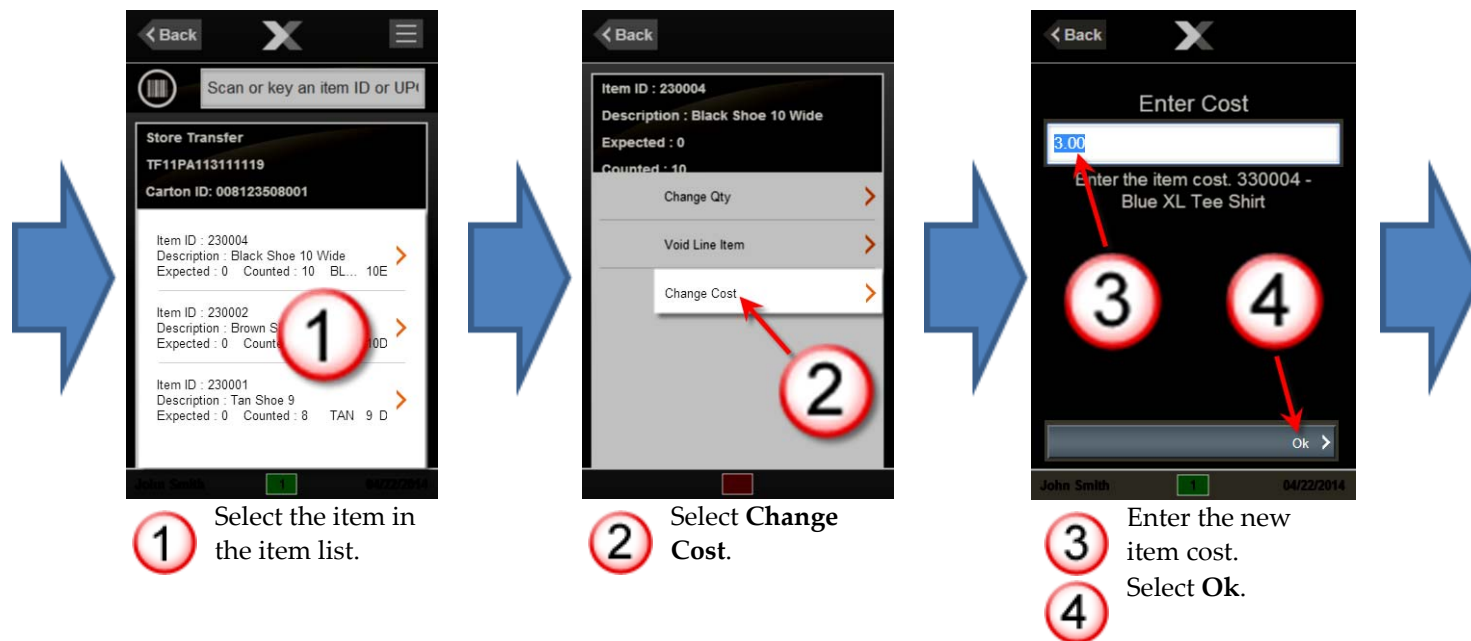 Back
Scan or key an item ID or UP
Store Transfer
TF11PA113111119
Carton ID: 008123508001
Item ID : 230004
Description : Black Shoe 10 Wide
Expected : 0 Counted : 10 BL... 10E
Item ID : 230002
Description : Brown S
Expected : 0 Counte 10D
Item ID : 230001
Description : Tan Shoe 9
Expected : 0 Counted : 8 TAN 9 D
1
John Smith 1 04/22/2014
1 Select the item in
the item list.
Back
Item ID : 230004
Description : Black Shoe 10 Wide
Expected : 0
Counted : 10
Change Qty
Void Line Item
Change Cost
2
2 Select Change
Cost.
Back
Enter Cost
3.00
Enter the item cost. 330004 -
Blue XL Tee Shirt
3 4
Ok
John Smith 1 04/22/2014
3 Enter the new
item cost.
4 Select Ok.